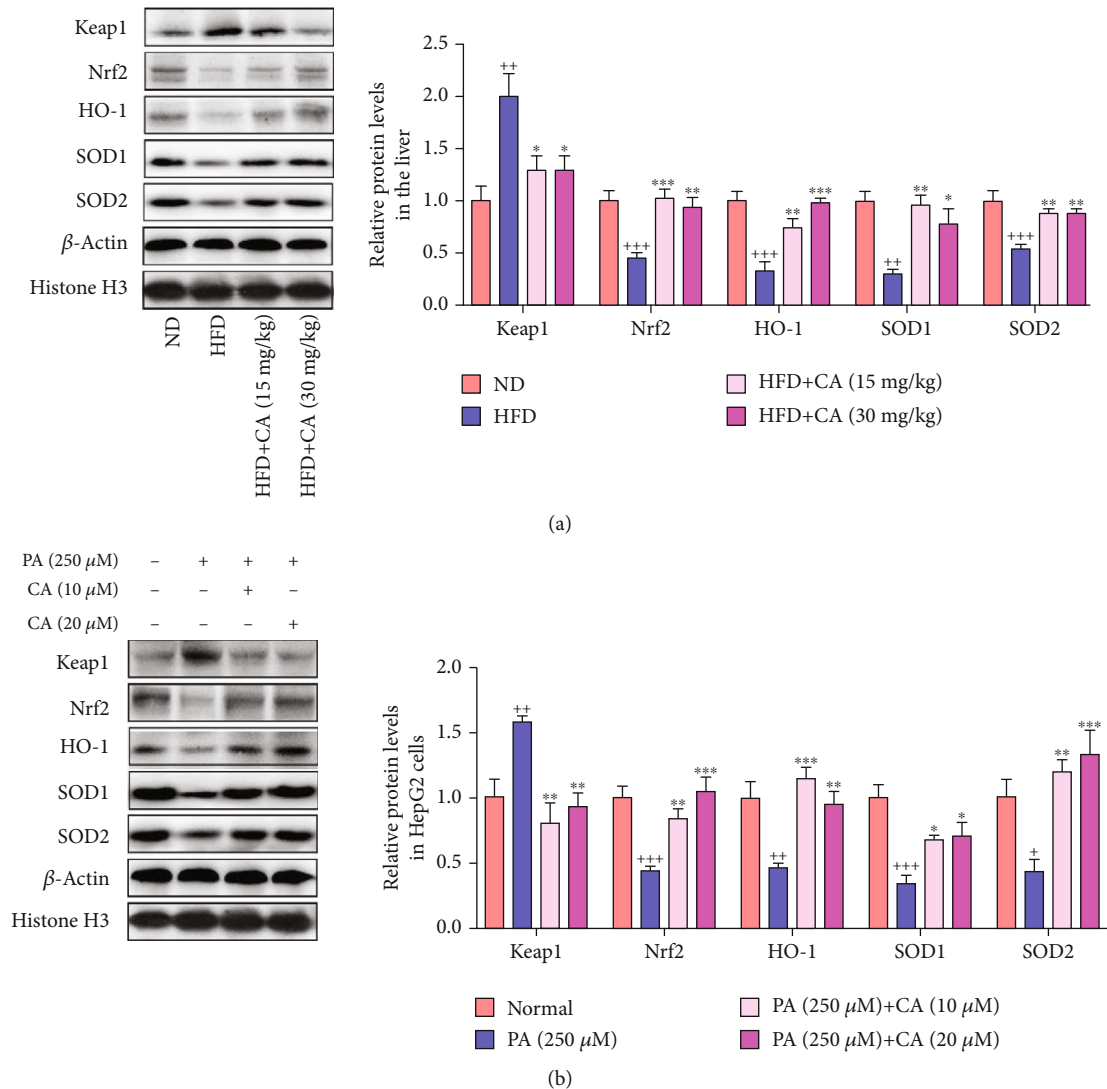 Keap1
Nrf2
HO-1
SOD1
SOD2
β-Actin
Histone H3
ND
HFD
HFD+CA (15 mg/kg)
HFD+CA (30 mg/kg)
Relative protein levels
in the liver
2.5
2.0
1.5
1.0
0.5
0.0
++ * *
+++ *** **
+++ ** ***
++ ** *
+++ ** **
Keap1 Nrf2 HO-1 SOD1 SOD2
ND
HFD
HFD+CA (15 mg/kg)
HFD+CA (30 mg/kg)
(a)
PA (250 μM) – + + +
CA (10 μM) – – + –
CA (20 μM) – – – +
Keap1
Nrf2
HO-1
SOD1
SOD2
β-Actin
Histone H3
Relative protein levels
in HepG2 cells
2.0
1.5
1.0
0.5
0.0
++ ** **
+++ ** ***
++ *** **
+++ * *
+ ** ***
Keap1 Nrf2 HO-1 SOD1 SOD2
Normal
PA (250 μM)
PA (250 μM)+CA (10 μM)
PA (250 μM)+CA (20 μM)
(b)